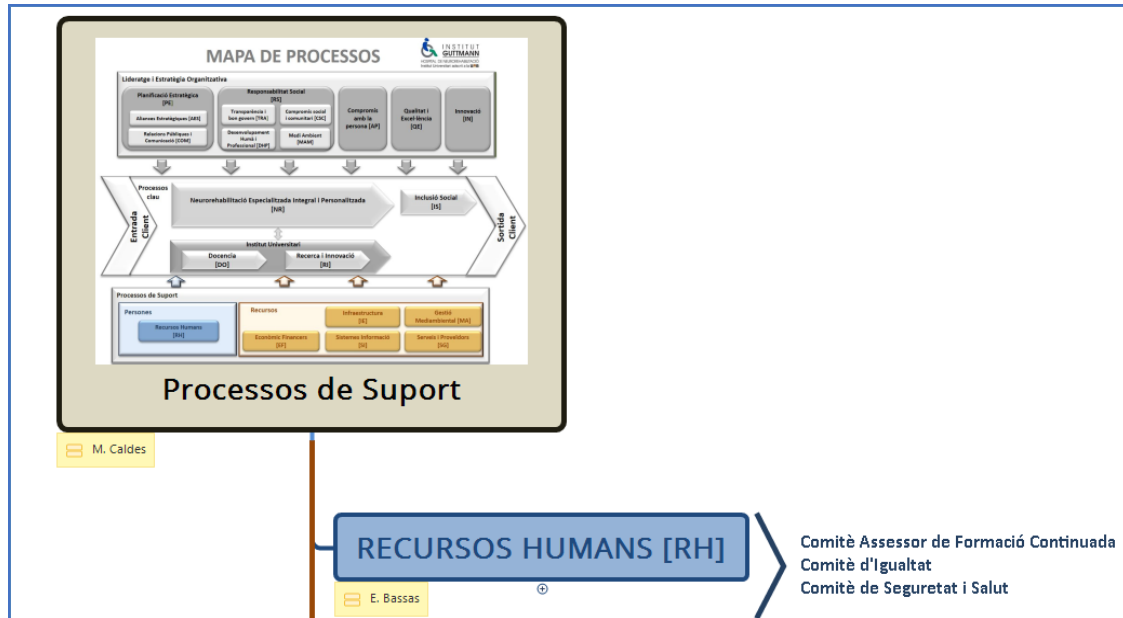 MAPA DE PROCESSOS
INSTITUT
GUTTMANN
HOSPITAL DE NEUROREHABILITACIÓ
Lideratge i Estratègia Organitzativa
Planificació Estratègica
[PE]
Aliances Estratègiques [AES]
Relacions Públiques i
Comunicació [COM]
Responsabilitat Social
[RS]
Transparència i
bon govern [TRA]
Compromís social
i comunitari [CSC]
Desenvolupament
Humà i
Professional [DHP]
Medi Ambient
[MAM]
Compromís
amb la
persona [AP]
Qualitat i
Excel·lència
[QE]
Innovació
[IN]
Entrada
Client
Processos
clau
Neurorehabilitació Especialitzada Integral i Personalitzada
[NR]
Inclusió Social
[IS]
Sortida
Client
Institut Universitari
Docencia
[DO]
Recerca i Innovació
[RI]
Processos de Suport
Persones
Recursos Humans
[RH]
Recursos
Infraestructura
[IE]
Gestió
Mediambiental [MA]
Econòmic Financers
[EF]
Sistemes Informació
[SI]
Serveis i Proveïdors
[SG]
Processos de Suport
M. Caldes
RECURSOS HUMANS [RH]
E. Bassas
Comitè Assessor de Formació Continuada
Comitè d'Igualtat
Comitè de Seguretat i Salut